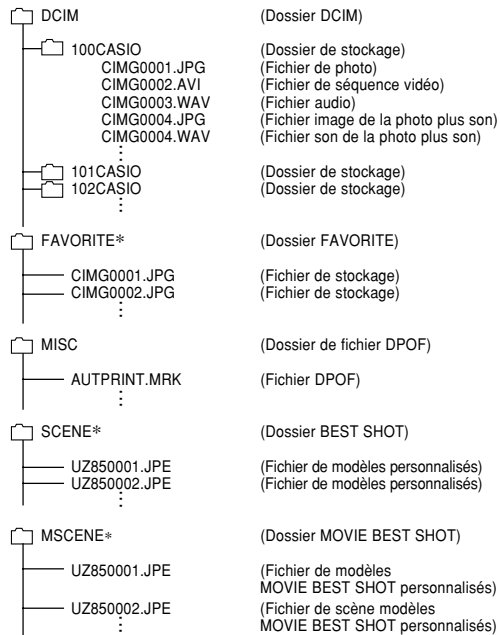 DCIM (Dossier DCIM)
100CASIO (Dossier de stockage)
CIMG0001.JPG (Fichier de photo)
CIMG0002.AVI (Fichier de séquence vidéo)
CIMG0003.WAV (Fichier audio)
CIMG0004.JPG (Fichier image de la photo plus son)
CIMG0004.WAV (Fichier son de la photo plus son)
101CASIO (Dossier de stockage)
102CASIO (Dossier de stockage)
FAVORITE* (Dossier FAVORITE)
CIMG0001.JPG (Fichier de stockage)
CIMG0002.JPG (Fichier de stockage)
MISC (Dossier de fichier DPOF)
AUTPRINT.MRK (Fichier DPOF)
SCENE* (Dossier BEST SHOT)
UZ850001.JPE (Fichier de modèles personnalisés)
UZ850002.JPE (Fichier de modèles personnalisés)
MSCENE* (Dossier MOVIE BEST SHOT)
UZ850001.JPE (Fichier de modèles
MOVIE BEST SHOT personnalisés)
UZ850002.JPE (Fichier de scène modèles
MOVIE BEST SHOT personnalisés)